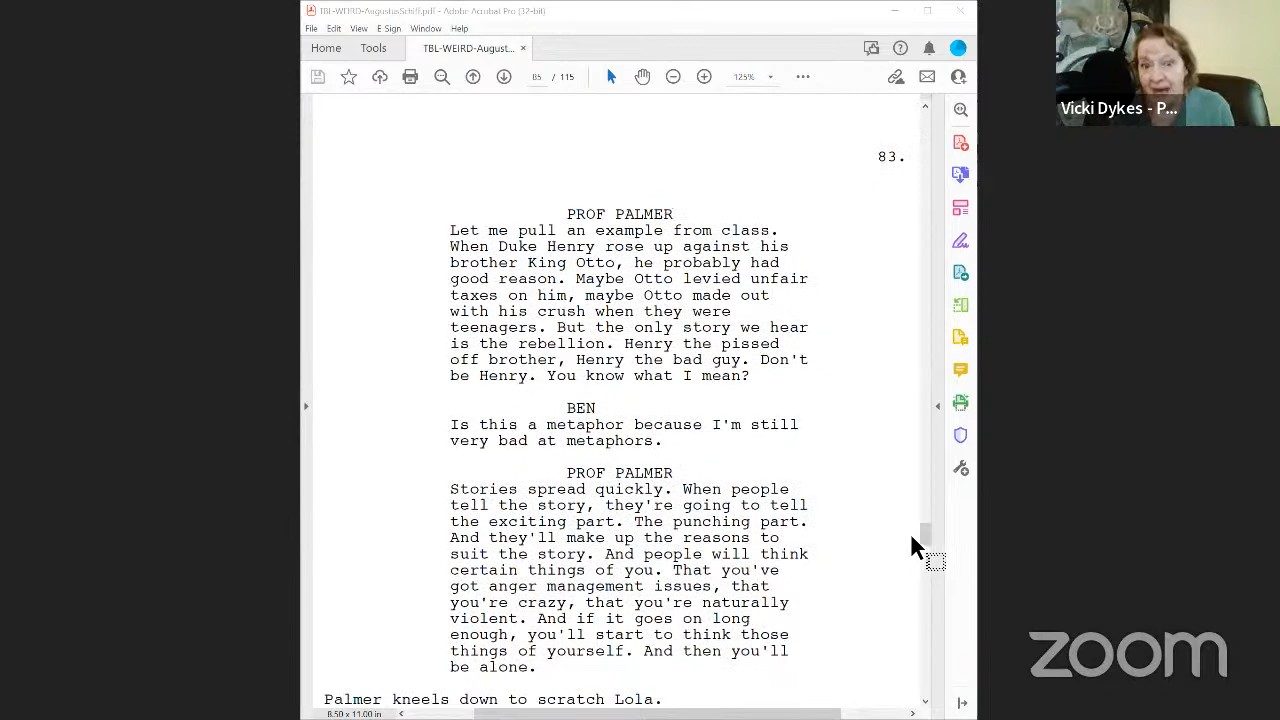 TBL-WEIRD-AugustusSchiff.pdf - Adobe Acrobat Pro (32-bit)
File Edit View E Sign Window Help
Home Tools TBL-WEIRD-August... ×
85 / 115 125%
Vicki Dykes - P...
83.
PROF PALMER
Let me pull an example from class.
When Duke Henry rose up against his
brother King Otto, he probably had
good reason. Maybe Otto levied unfair
taxes on him, maybe Otto made out
with his crush when they were
teenagers. But the only story we hear
is the rebellion. Henry the pissed
off brother, Henry the bad guy. Don't
be Henry. You know what I mean?
BEN
Is this a metaphor because I'm still
very bad at metaphors.
PROF PALMER
Stories spread quickly. When people
tell the story, they're going to tell
the exciting part. The punching part.
And they'll make up the reasons to
suit the story. And people will think
certain things of you. That you've
got anger management issues, that
you're crazy, that you're naturally
violent. And if it goes on long
enough, you'll start to think those
things of yourself. And then you'll
be alone.
Palmer kneels down to scratch Lola.
8.50 x 11.00 in
zoom